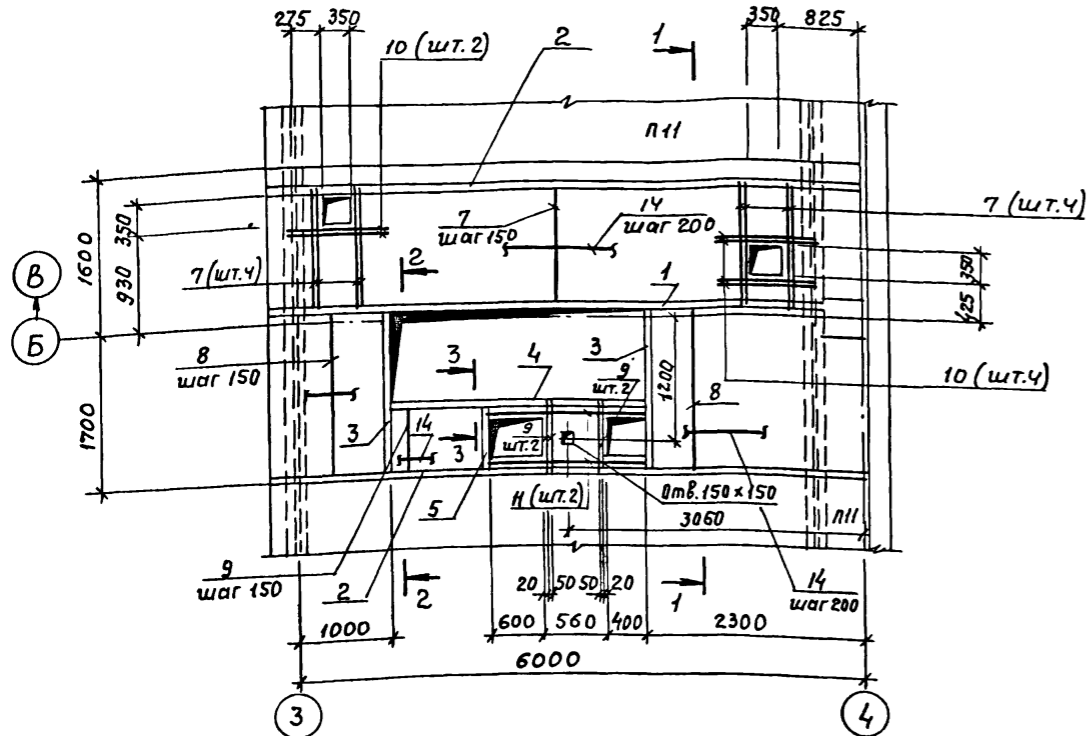 275 350
350 825
10 (шт. 2)
2
1
П11
7 (шт.4)
7
шаг 150
14
шаг 200
350
930
1600
В
Б
2
7 (шт.4)
1
350
425
8
шаг 150
3
4
3
9
шт. 2
1200
8
10 (шт.4)
1700
3
14
3
9
шт. 2
5
11 (шт.2)
Отв. 150 x 150
3060
П11
9
шаг 150
2
2
20 50 50 20
1
14
шаг 200
1000
600 560 400
2300
6000
3
4